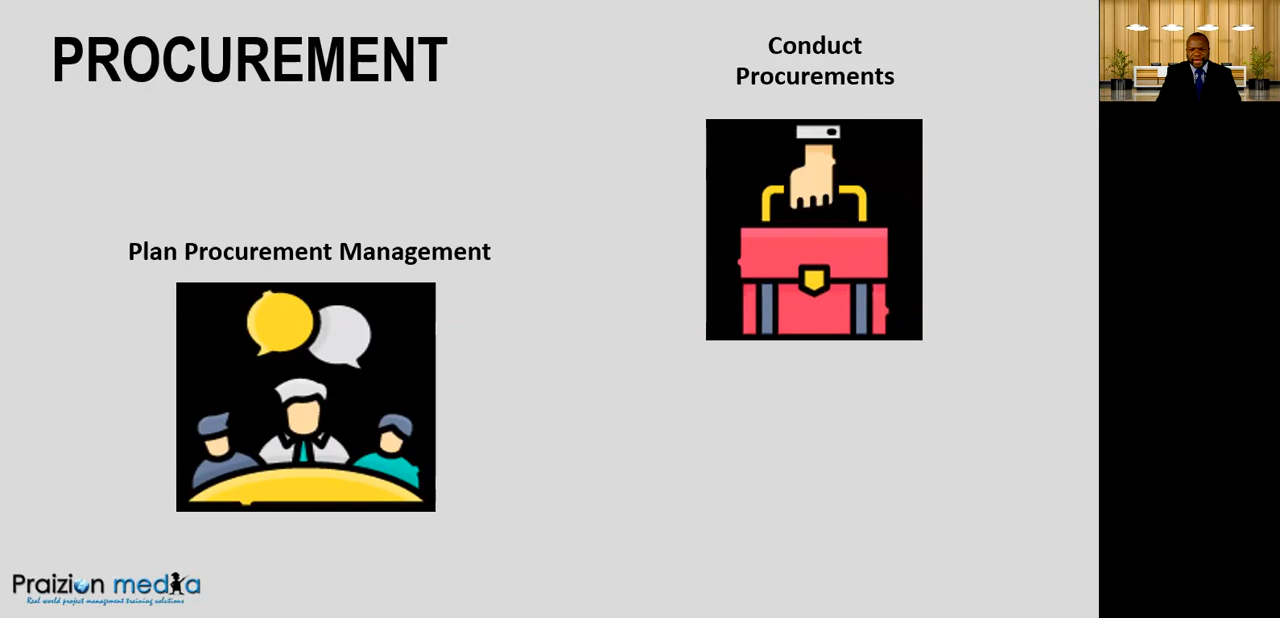 PROCUREMENT
Conduct
Procurements
Plan Procurement Management
Praizion media
Real world project management training solutions